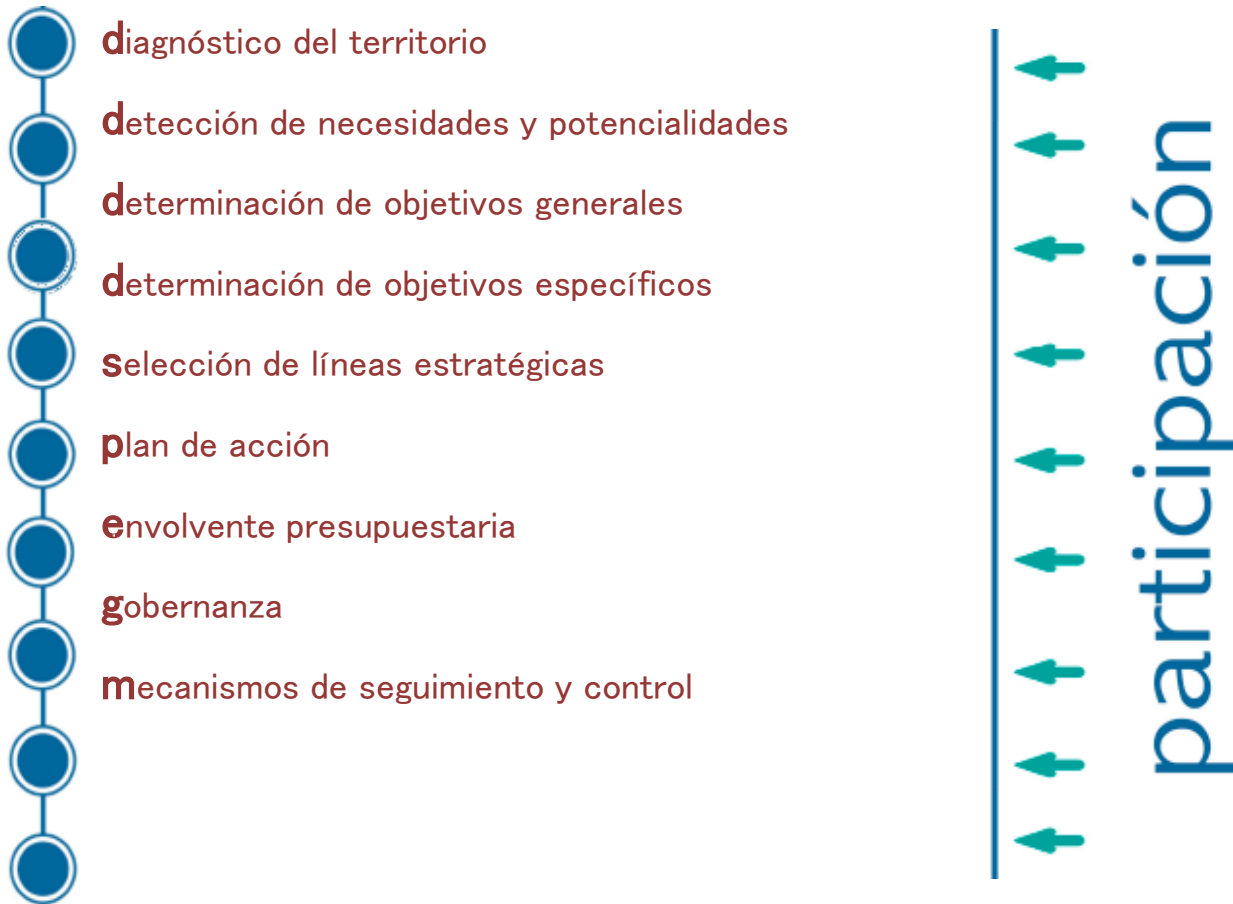 diagnóstico del territorio
detección de necesidades y potencialidades
determinación de objetivos generales
determinación de objetivos específicos
selección de líneas estratégicas
plan de acción
envolvente presupuestaria
gobernanza
mecanismos de seguimiento y control
participación